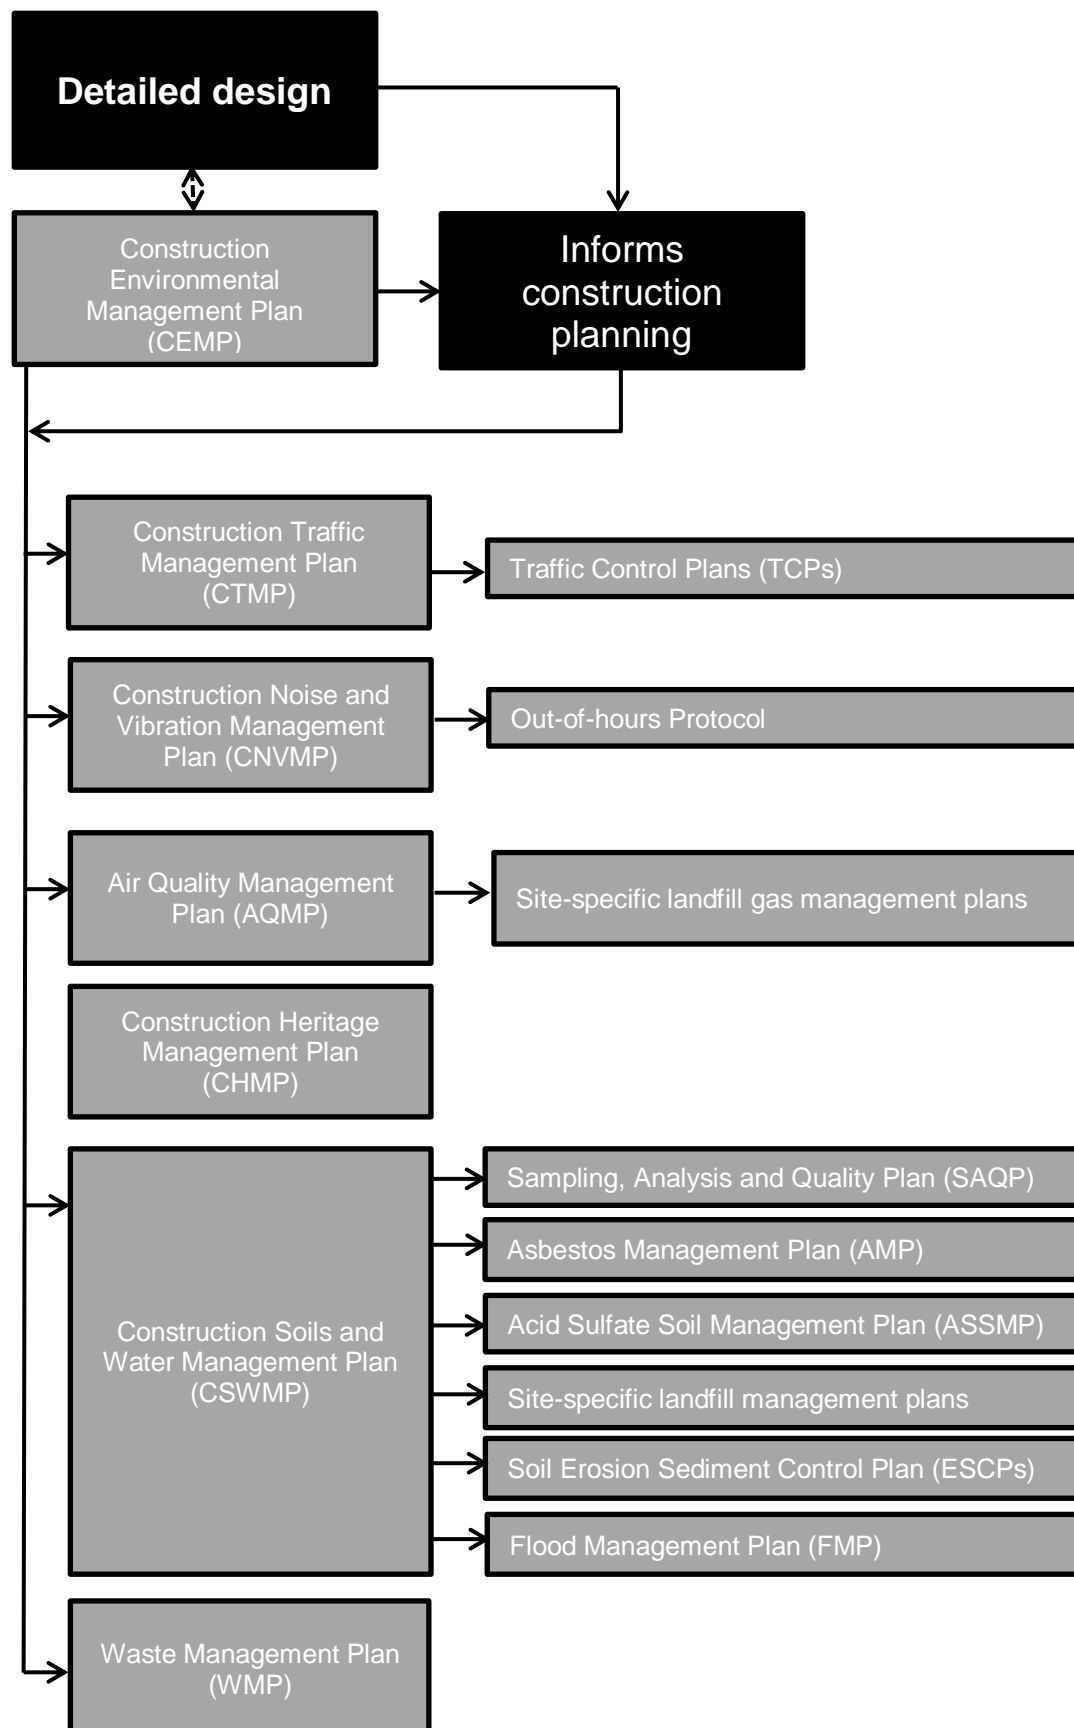 Detailed design
Construction
Environmental
Management Plan
(CEMP)
Informs
construction
planning
Construction Traffic
Management Plan
(CTMP)
Traffic Control Plans (TCPs)
Construction Noise and
Vibration Management
Plan (CNVMP)
Out-of-hours Protocol
Air Quality Management
Plan (AQMP)
Site-specific landfill gas management plans
Construction Heritage
Management Plan
(CHMP)
Construction Soils and
Water Management Plan
(CSWMP)
Sampling, Analysis and Quality Plan (SAQP)
Asbestos Management Plan (AMP)
Acid Sulfate Soil Management Plan (ASSMP)
Site-specific landfill management plans
Soil Erosion Sediment Control Plan (ESCPs)
Flood Management Plan (FMP)
Waste Management Plan
(WMP)